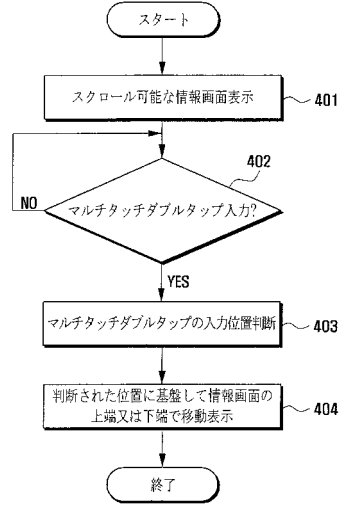 スタート
スクロール可能な情報画面表示
401
402
マルチタッチダブルタップ入力?
NO
YES
マルチタッチダブルタップの入力位置判断
403
判断された位置に基盤して情報画面の
上端又は下端で移動表示
404
終了